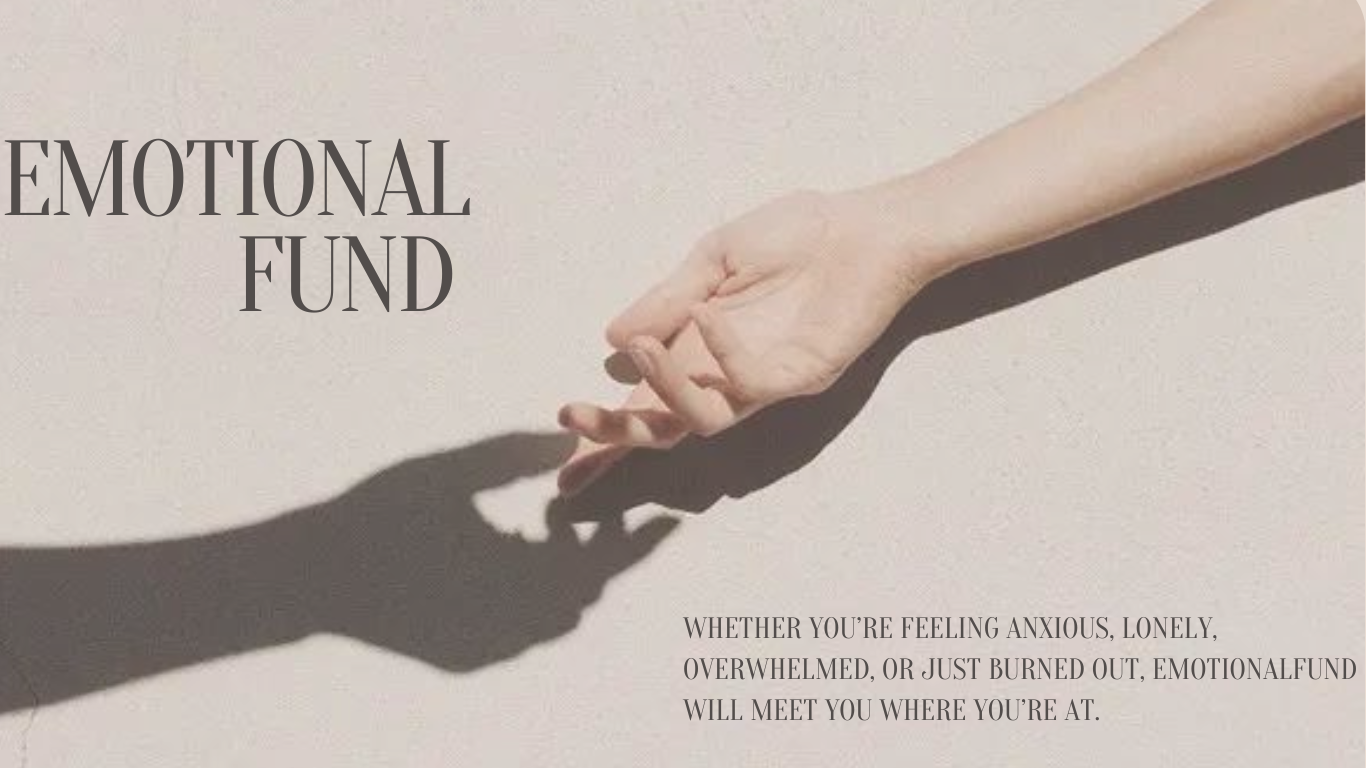 EMOTIONAL
FUND
WHETHER YOU'RE FEELING ANXIOUS, LONELY,
OVERWHELMED, OR JUST BURNED OUT, EMOTIONALFUND
WILL MEET YOU WHERE YOU'RE AT.